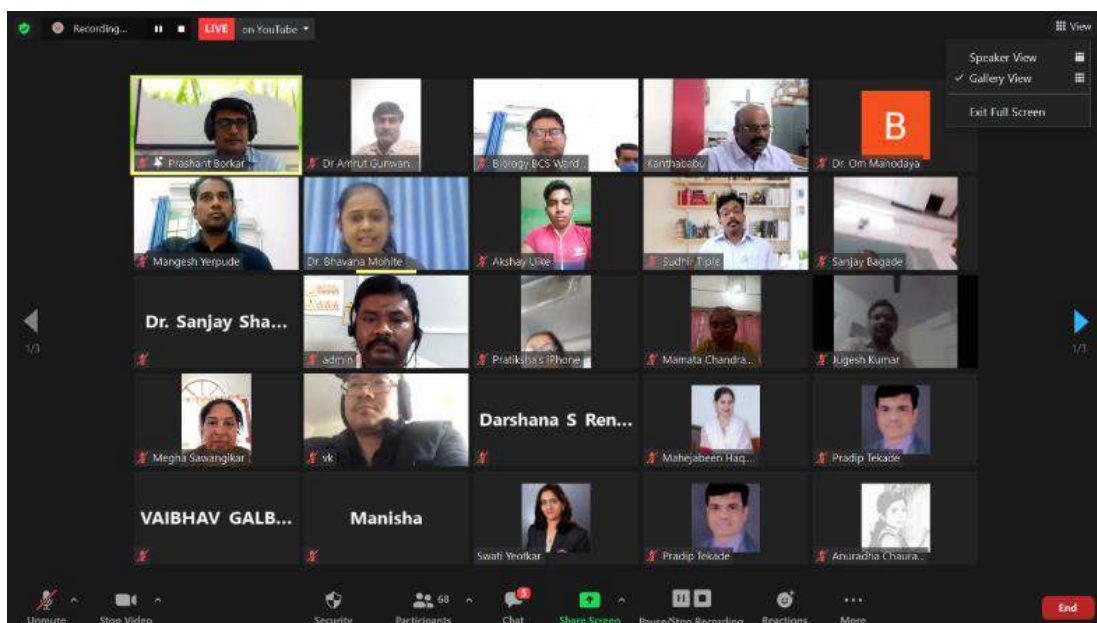 Recording...
LIVE on YouTube
View
Speaker View
Gallery View
Exit Full Screen
Prashant Borkar
Dr Amrut Gunwan...
Biology BCS Ward...
Kanthababu
B
Dr. Om Mahodaya
Mangesh Yerpude
Dr. Bhavana Mohite
Akshay Uike
Sudhir Tiple
Sanjay Bagade
Dr. Sanjay Sha...
admin
Pratiksha's iPhone
Mamata Chandra...
Jugesh Kumar
1/3
1/3
Megha Sawangikar
vk
Darshana S Ren...
Mahejabeen Haq...
Pradip Tekade
VAIBHAV GALB...
Manisha
Swati Yeotkar
Pradip Tekade
Anuradha Chaura...
Unmute
Stop Video
Security
68
Participants
5
Chat
Share Screen
Pause/Stop Recording
Reactions
More
End